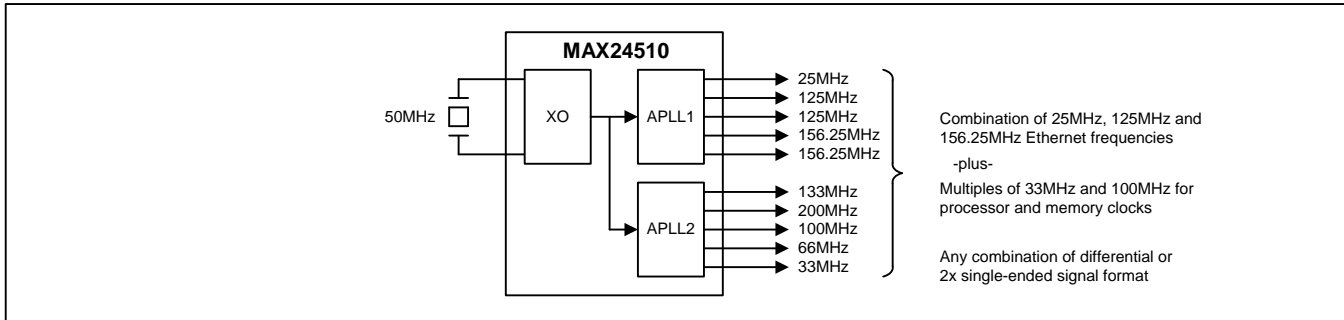 MAX24510
50MHz
XO
APLL1
25MHz
125MHz
125MHz
156.25MHz
156.25MHz
APLL2
133MHz
200MHz
100MHz
66MHz
33MHz
Combination of 25MHz, 125MHz and
156.25MHz Ethernet frequencies
-plus-
Multiples of 33MHz and 100MHz for
processor and memory clocks
Any combination of differential or
2x single-ended signal format